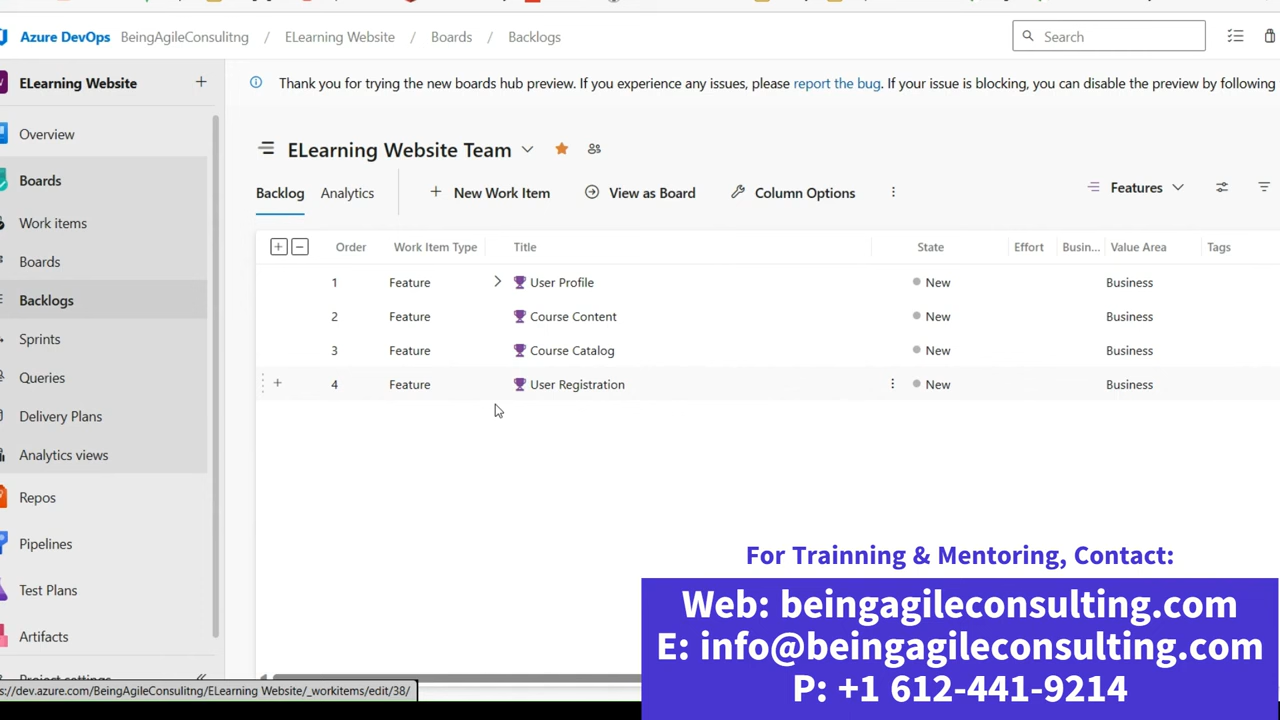 Azure DevOps BeingAgileConsulitng / ELearning Website / Boards / Backlogs Search
ELearning Website +
Thank you for trying the new boards hub preview. If you experience any issues, please report the bug. If your issue is blocking, you can disable the preview by following
Overview
Boards
Work items
Boards
Backlogs
Sprints
Queries
Delivery Plans
Analytics views
Repos
Pipelines
Test Plans
Artifacts
Project settings
ELearning Website Team
Backlog Analytics + New Work Item View as Board Column Options Features
Order Work Item Type Title State Effort Busin... Value Area Tags
1 Feature User Profile New Business
2 Feature Course Content New Business
3 Feature Course Catalog New Business
+ 4 Feature User Registration New Business
s://dev.azure.com/BeingAgileConsulitng/ELearning Website/_workitems/edit/38/
For Trainning & Mentoring, Contact:
Web: beingagileconsulting.com
E: info@beingagileconsulting.com
P: +1 612-441-9214